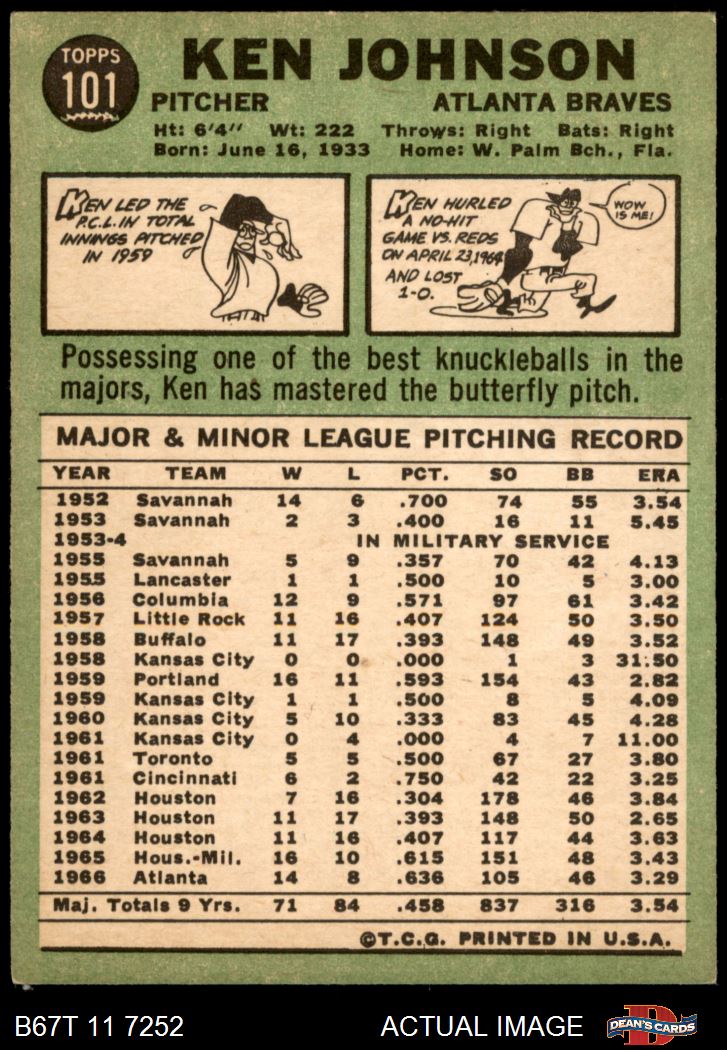 TOPPS
101
KEN JOHNSON
PITCHER ATLANTA BRAVES
Ht: 6'4" Wt: 222 Throws: Right Bats: Right
Born: June 16, 1933 Home: W. Palm Bch., Fla.
KEN LED THE
P.C.L. IN TOTAL
INNINGS PITCHED
IN 1959
KEN HURLED
A NO-HIT
GAME VS. REDS
ON APRIL 23, 1964
AND LOST
1-0.
WOW
IS ME!
Possessing one of the best knuckleballs in the
majors, Ken has mastered the butterfly pitch.
MAJOR & MINOR LEAGUE PITCHING RECORD
YEAR TEAM W L PCT. SO BB ERA
1952 Savannah 14 6 .700 74 55 3.54
1953 Savannah 2 3 .400 16 11 5.45
1953-4 IN MILITARY SERVICE
1955 Savannah 5 9 .357 70 42 4.13
1955 Lancaster 1 1 .500 10 5 3.00
1956 Columbia 12 9 .571 97 61 3.42
1957 Little Rock 11 16 .407 124 50 3.50
1958 Buffalo 11 17 .393 148 49 3.52
1958 Kansas City 0 0 .000 1 3 31.50
1959 Portland 16 11 .593 154 43 2.82
1959 Kansas City 1 1 .500 8 5 4.09
1960 Kansas City 5 10 .333 83 45 4.28
1961 Kansas City 0 4 .000 4 7 11.00
1961 Toronto 5 5 .500 67 27 3.80
1961 Cincinnati 6 2 .750 42 22 3.25
1962 Houston 7 16 .304 178 46 3.84
1963 Houston 11 17 .393 148 50 2.65
1964 Houston 11 16 .407 117 44 3.63
1965 Hous.-Mil. 16 10 .615 151 48 3.43
1966 Atlanta 14 8 .636 105 46 3.29
Maj. Totals 9 Yrs. 71 84 .458 837 316 3.54
©T.C.G. PRINTED IN U.S.A.
B67T 11 7252 ACTUAL IMAGE DEAN'S CARDS